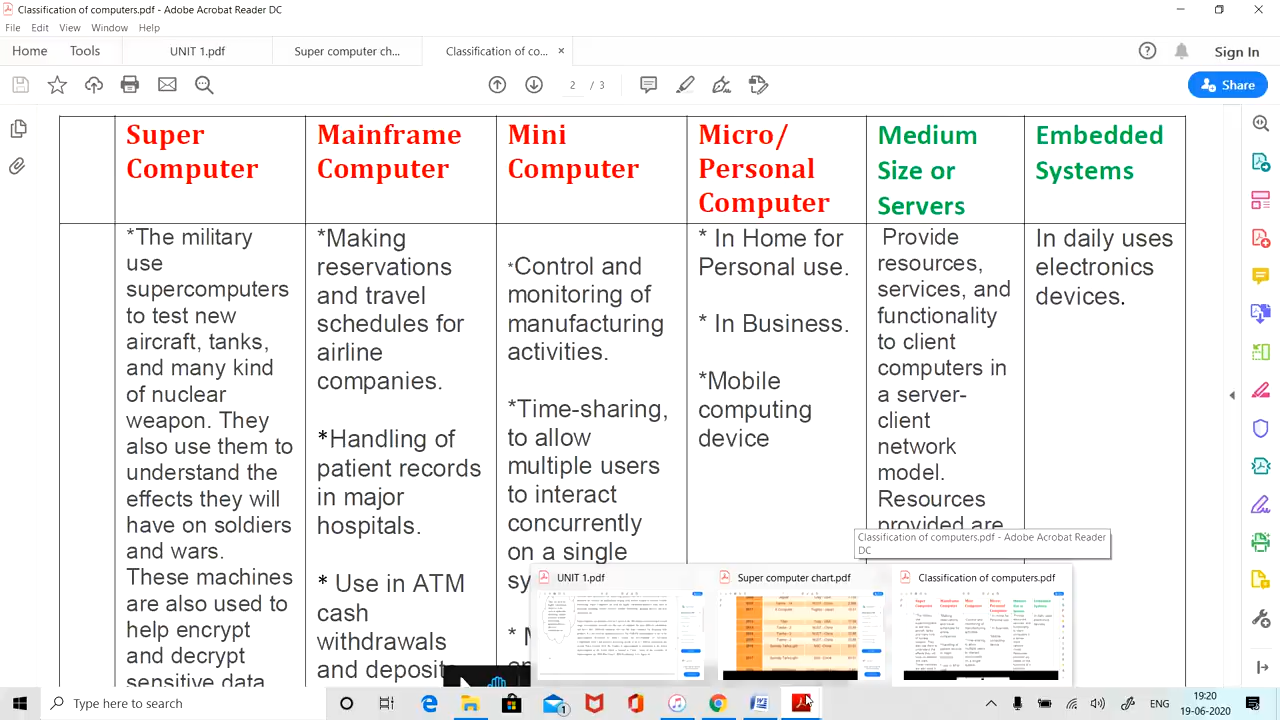 Classification of computers.pdf - Adobe Acrobat Reader DC
File Edit View Window Help
Home Tools UNIT 1.pdf Super computer ch... Classification of co... × Sign In
2 / 3 Share
Super
Computer
Mainframe
Computer
Mini
Computer
Micro/
Personal
Computer
Medium
Size or
Servers
Embedded
Systems
*The military
use
supercomputers
to test new
aircraft, tanks,
and many kind
of nuclear
weapon. They
also use them to
understand the
effects they will
have on soldiers
and wars.
These machines
are also used to
help encrypt
and decrypt
sensitive data
*Making
reservations
and travel
schedules for
airline
companies.
*Handling of
patient records
in major
hospitals.
* Use in ATM
cash
withdrawals
and deposits
*Control and
monitoring of
manufacturing
activities.
*Time-sharing,
to allow
multiple users
to interact
concurrently
on a single
sy
* In Home for
Personal use.
* In Business.
*Mobile
computing
device
Provide
resources,
services, and
functionality
to client
computers in
a server-
client
network
model.
Resources
provided are
In daily uses
electronics
devices.
Classification of computers.pdf - Adobe Acrobat Reader
DC
UNIT 1.pdf
Super computer chart.pdf
Classification of computers.pdf
Type here to search
1
ENG
19:20
19-06-2020